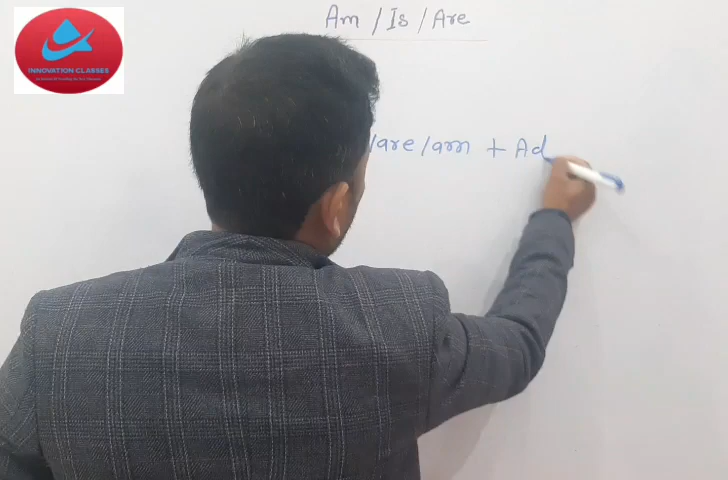 Am / Is / Are
INNOVATION CLASSES
/are/am + Ad